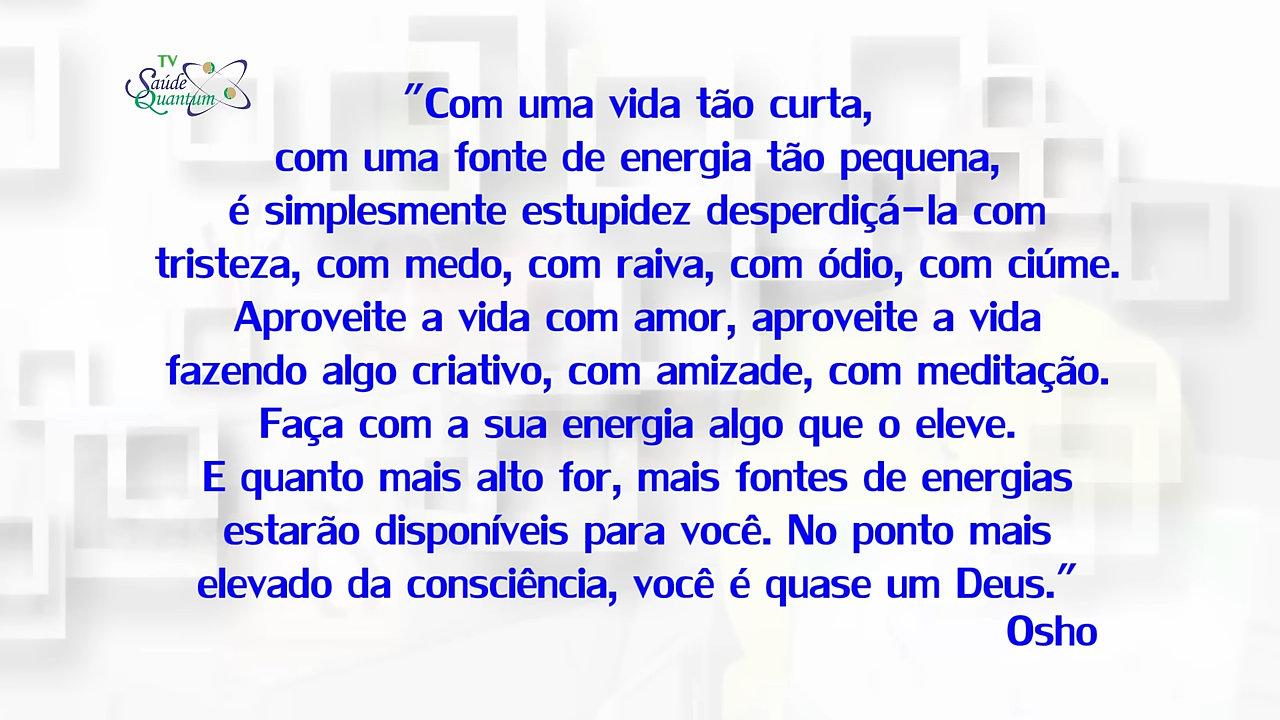 TV
Saúde
Quantum
"Com uma vida tão curta,
com uma fonte de energia tão pequena,
é simplesmente estupidez desperdiçá-la com
tristeza, com medo, com raiva, com ódio, com ciúme.
Aproveite a vida com amor, aproveite a vida
fazendo algo criativo, com amizade, com meditação.
Faça com a sua energia algo que o eleve.
E quanto mais alto for, mais fontes de energias
estarão disponíveis para você. No ponto mais
elevado da consciência, você é quase um Deus."
Osho